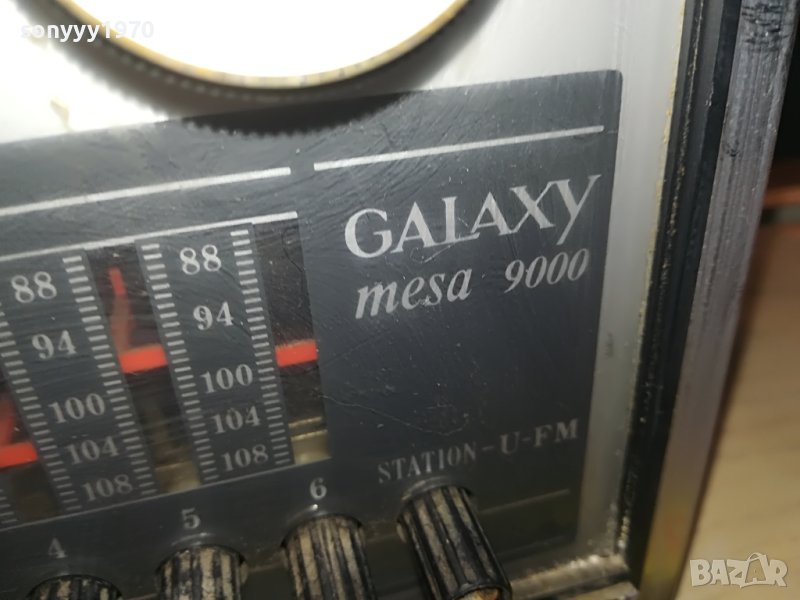 sonyyy1970
GALAXY
mesa 9000
88 88
94 94
100 100
104 104
108 108
STATION - U - FM
4 5 6
BAZAR